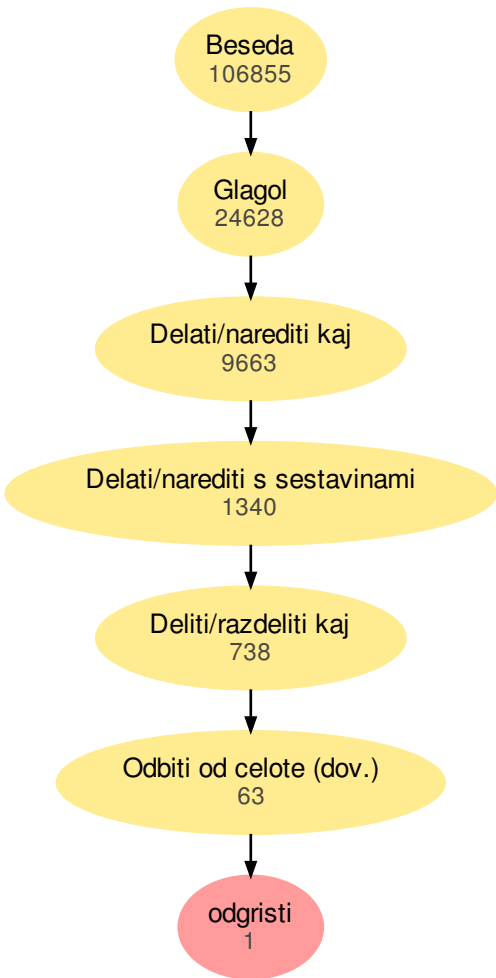 Beseda
106855
Glagol
24628
Delati/narediti kaj
9663
Delati/narediti s sestavinami
1340
Deliti/razdeliti kaj
738
Odbiti od celote (dov.)
63
odgristi
1